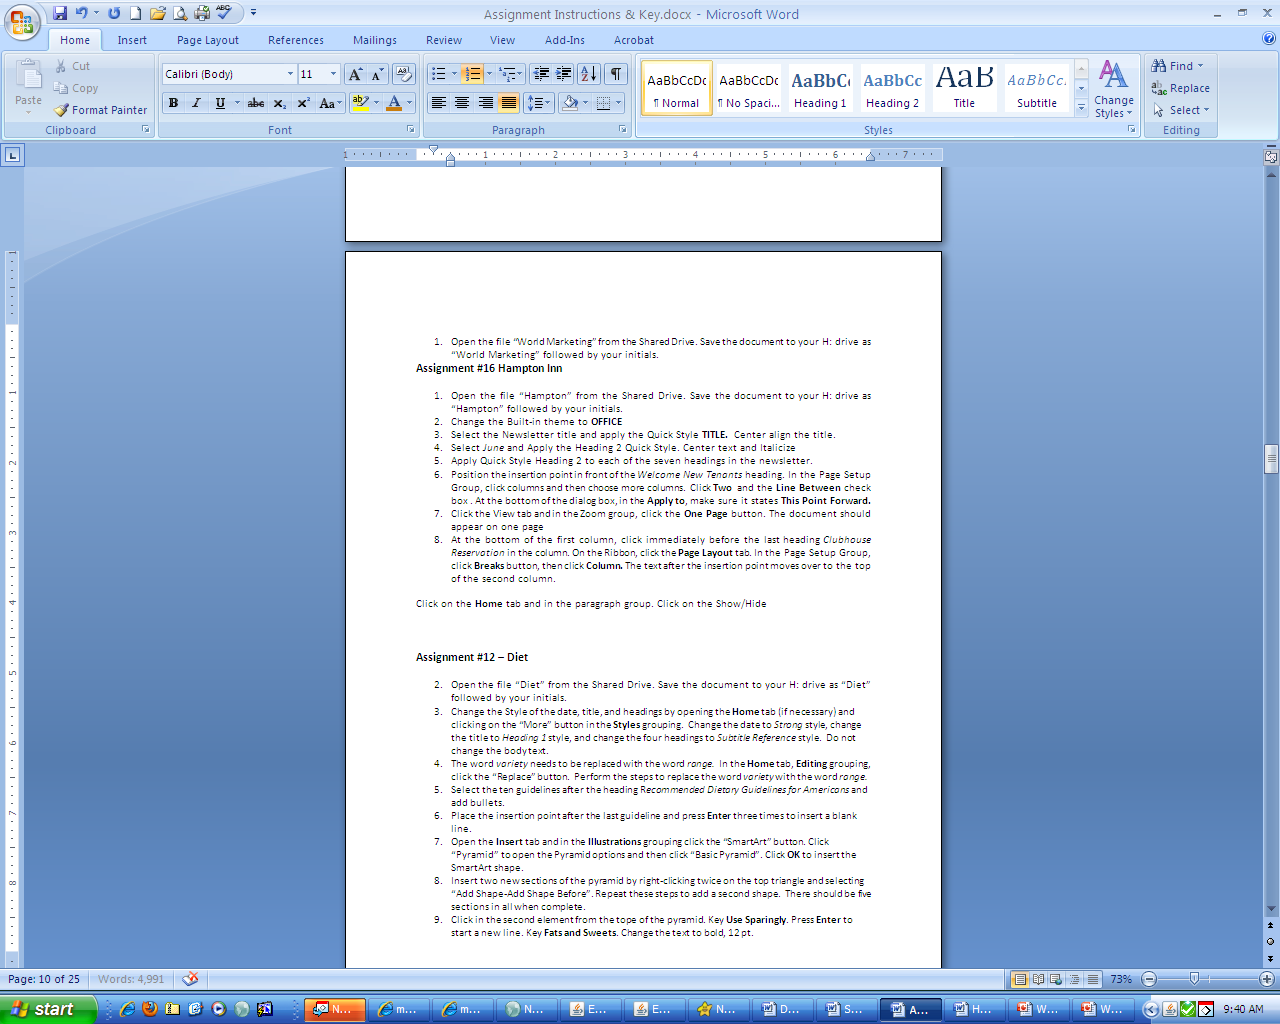 Assignment Instructions & Key.docx - Microsoft Word
Home Insert Page Layout References Mailings Review View Add-Ins Acrobat
Paste
Cut
Copy
Format Painter
Clipboard
Calibri (Body) 11
Font
Paragraph
AaBbCcDc AaBbCcDc AaBbC AaBbCc AaB AaBbCc.
¶ Normal ¶ No Spaci... Heading 1 Heading 2 Title Subtitle
Change
Styles
Styles
Find
Replace
Select
Editing
1 1 2 3 4 5 6 7
1. Open the file “World Marketing” from the Shared Drive. Save the document to your H: drive as
“World Marketing” followed by your initials.
Assignment #16 Hampton Inn
1. Open the file “Hampton” from the Shared Drive. Save the document to your H: drive as
“Hampton” followed by your initials.
2. Change the Built-in theme to OFFICE
3. Select the Newsletter title and apply the Quick Style TITLE. Center align the title.
4. Select June and Apply the Heading 2 Quick Style. Center text and Italicize
5. Apply Quick Style Heading 2 to each of the seven headings in the newsletter.
6. Position the insertion point in front of the Welcome New Tenants heading. In the Page Setup
Group, click columns and then choose more columns. Click Two and the Line Between check
box . At the bottom of the dialog box, in the Apply to, make sure it states This Point Forward.
7. Click the View tab and in the Zoom group, click the One Page button. The document should
appear on one page
8. At the bottom of the first column, click immediately before the last heading Clubhouse
Reservation in the column. On the Ribbon, click the Page Layout tab. In the Page Setup Group,
click Breaks button, then click Column. The text after the insertion point moves over to the top
of the second column.
Click on the Home tab and in the paragraph group. Click on the Show/Hide
Assignment #12 – Diet
2. Open the file “Diet” from the Shared Drive. Save the document to your H: drive as “Diet”
followed by your initials.
3. Change the Style of the date, title, and headings by opening the Home tab (if necessary) and
clicking on the “More” button in the Styles grouping. Change the date to Strong style, change
the title to Heading 1 style, and change the four headings to Subtitle Reference style. Do not
change the body text.
4. The word variety needs to be replaced with the word range. In the Home tab, Editing grouping,
click the “Replace” button. Perform the steps to replace the word variety with the word range.
5. Select the ten guidelines after the heading Recommended Dietary Guidelines for Americans and
add bullets.
6. Place the insertion point after the last guideline and press Enter three times to insert a blank
line.
7. Open the Insert tab and in the Illustrations grouping click the “SmartArt” button. Click
“Pyramid” to open the Pyramid options and then click “Basic Pyramid”. Click OK to insert the
SmartArt shape.
8. Insert two new sections of the pyramid by right-clicking twice on the top triangle and selecting
“Add Shape-Add Shape Before”. Repeat these steps to add a second shape. There should be five
sections in all when complete.
9. Click in the second element from the tope of the pyramid. Key Use Sparingly. Press Enter to
start a new line. Key Fats and Sweets. Change the text to bold, 12 pt.
Page: 10 of 25 Words: 4,991 73%
start N... m... m... N... E... E... N... D... S... A... H... W... W... 9:40 AM